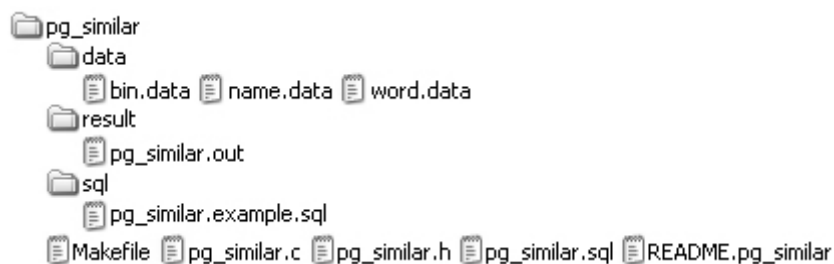 pg_similar
data
bin.data name.data word.data
result
pg_similar.out
sql
pg_similar.example.sql
Makefile pg_similar.c pg_similar.h pg_similar.sql README.pg_similar